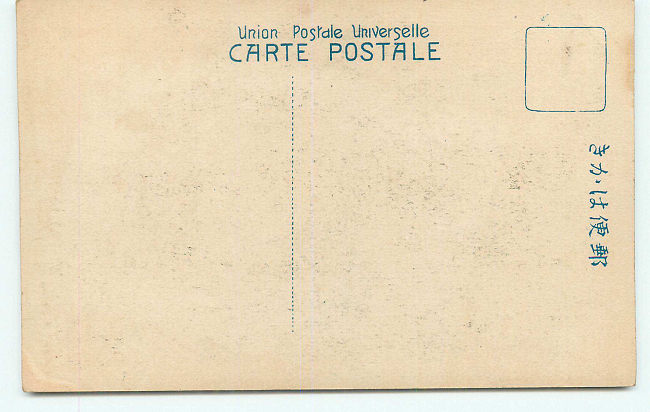 Union Postale Universelle
CARTE POSTALE
郵便はがき